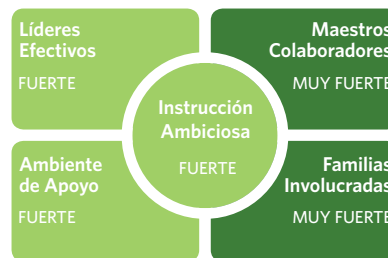 Líderes
Efectivos
FUERTE
Maestros
Colaboradores
MUY FUERTE
Instrucción
Ambiciosa
FUERTE
Ambiente
de Apoyo
FUERTE
Familias
Involucradas
MUY FUERTE